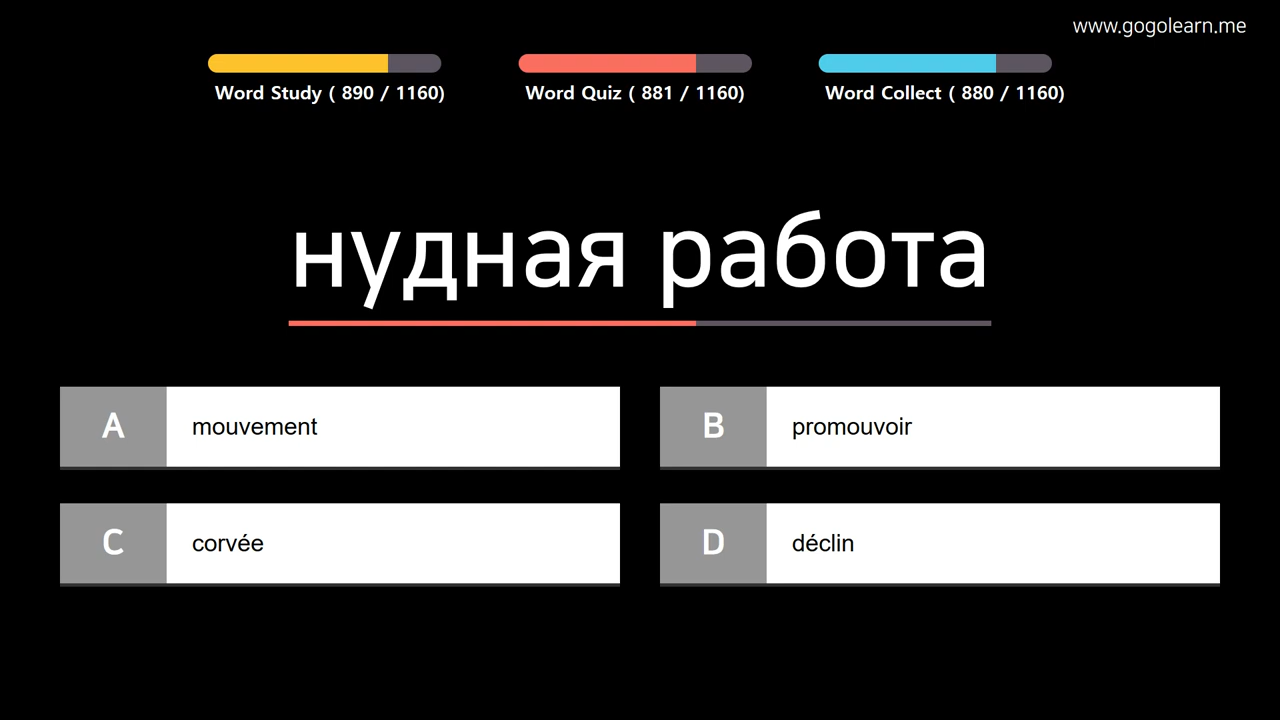 www.gogolearn.me
Word Study ( 890 / 1160)
Word Quiz ( 881 / 1160)
Word Collect ( 880 / 1160)
нудная работа
A mouvement
B promouvoir
C corvée
D déclin